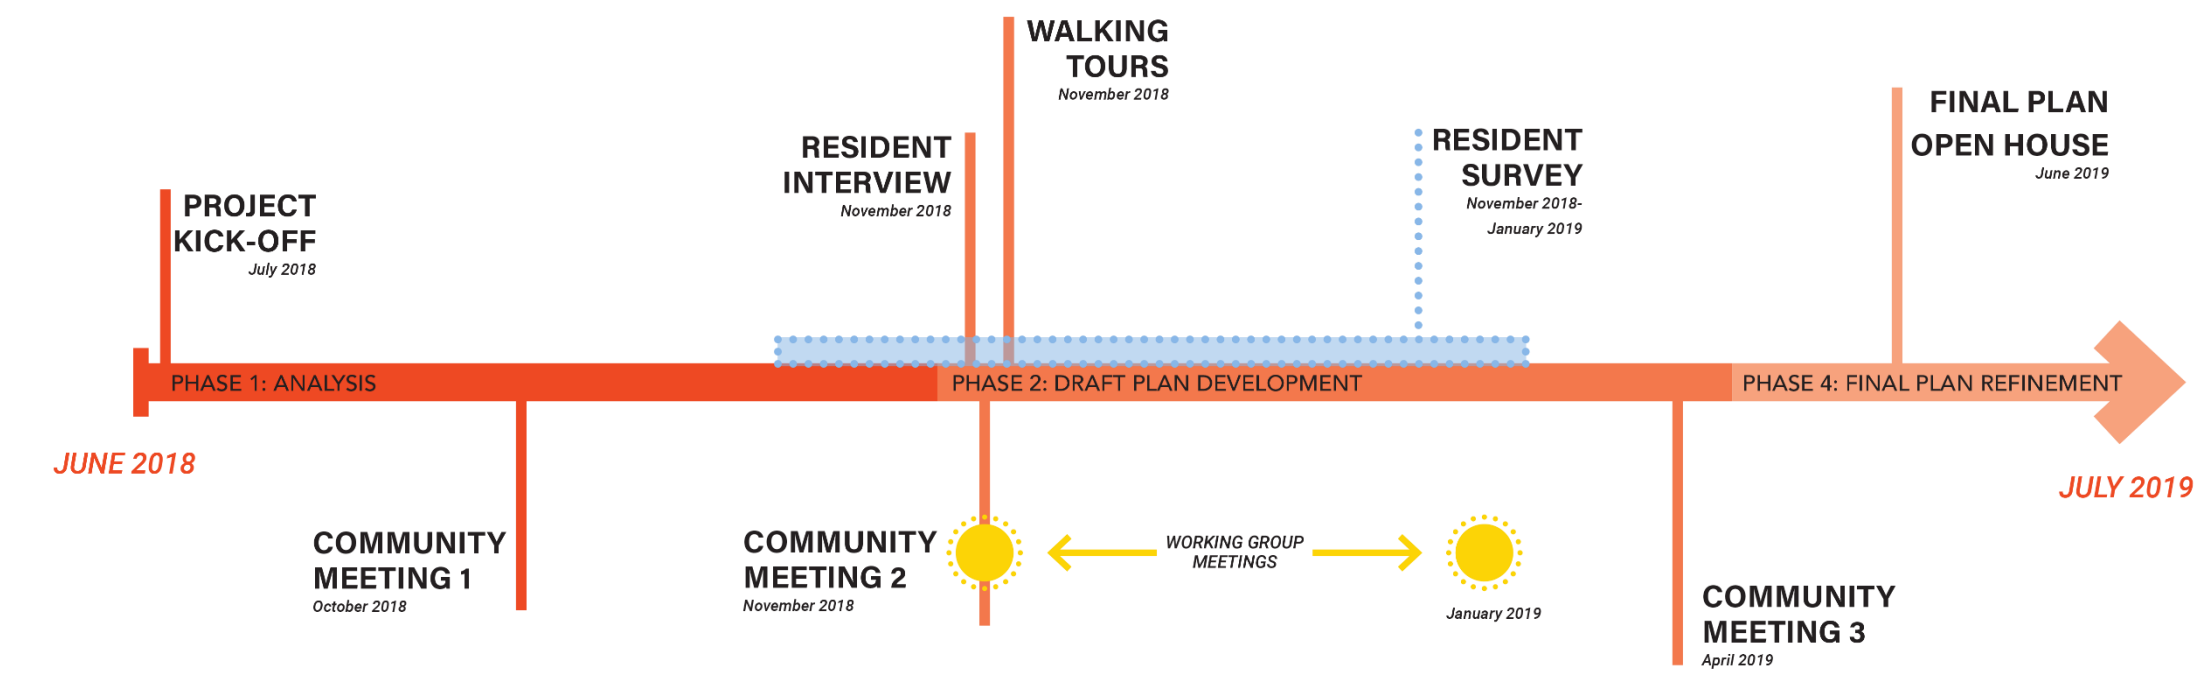 WALKING
TOURS
November 2018
RESIDENT
INTERVIEW
November 2018
RESIDENT
SURVEY
November 2018-
January 2019
FINAL PLAN
OPEN HOUSE
June 2019
PROJECT
KICK-OFF
July 2018
PHASE 1: ANALYSIS
PHASE 2: DRAFT PLAN DEVELOPMENT
PHASE 4: FINAL PLAN REFINEMENT
JUNE 2018
JULY 2019
COMMUNITY
MEETING 1
October 2018
COMMUNITY
MEETING 2
November 2018
WORKING GROUP
MEETINGS
January 2019
COMMUNITY
MEETING 3
April 2019